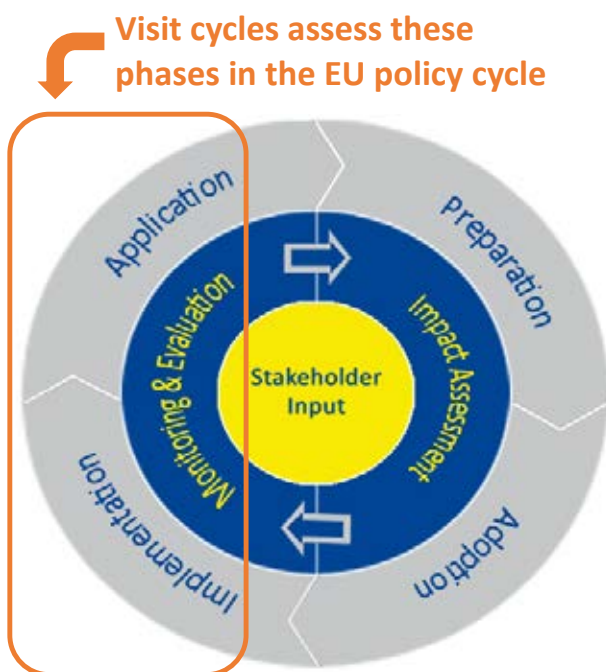 Visit cycles assess these
phases in the EU policy cycle
Application
Preparation
Monitoring & Evaluation
Impact Assessment
Stakeholder
Input
Implementation
Adoption